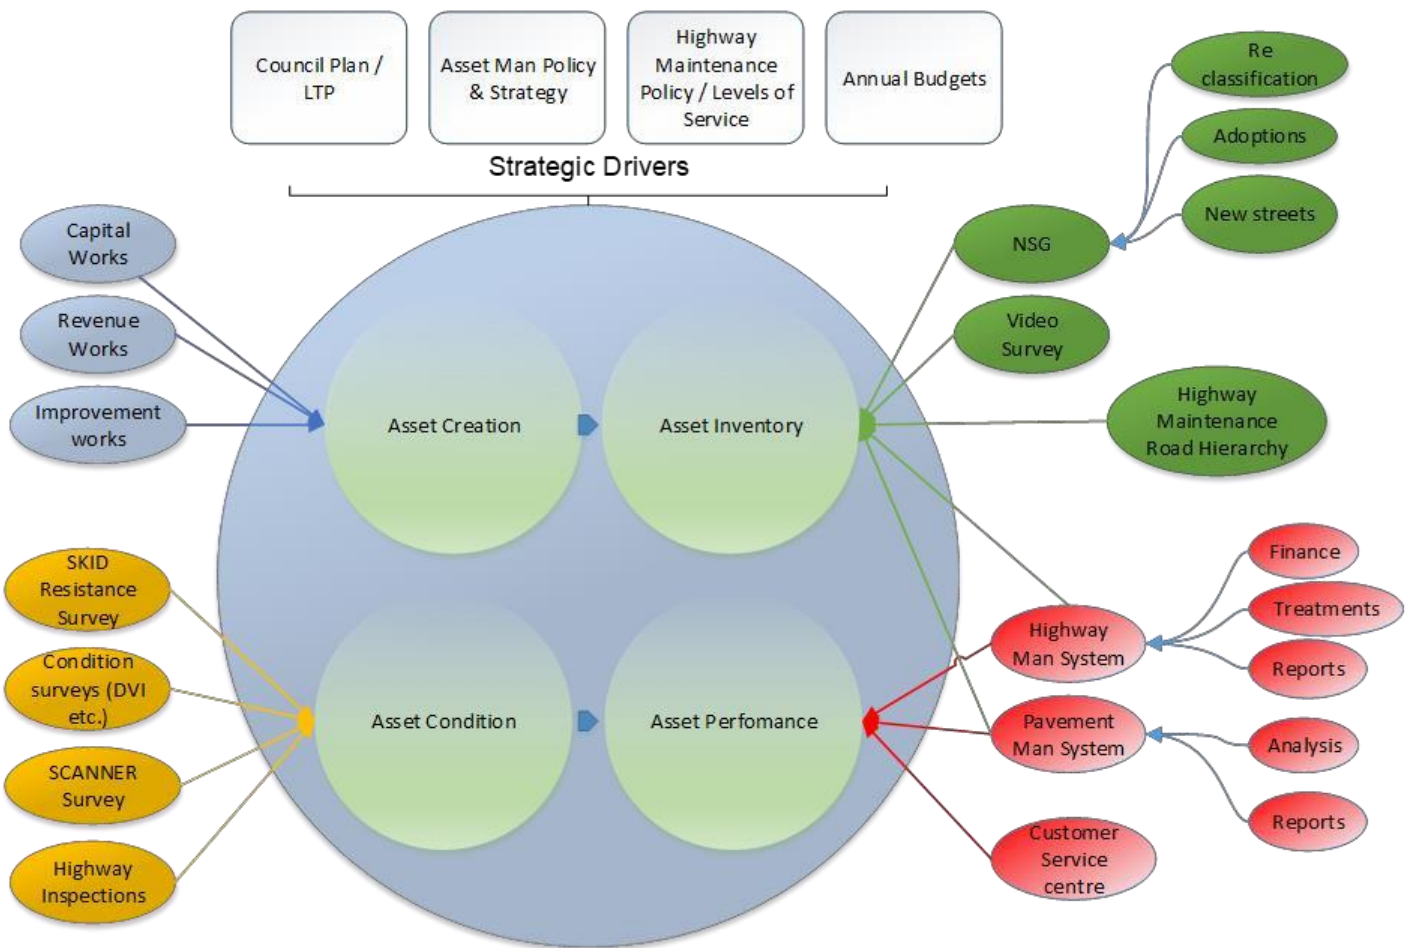 Council Plan /
LTP
Asset Man Policy
& Strategy
Highway
Maintenance
Policy / Levels of
Service
Annual Budgets
Strategic Drivers
Capital
Works
Revenue
Works
Improvement
works
Asset Creation
Asset Inventory
NSG
Re
classification
Adoptions
New streets
Video
Survey
Highway
Maintenance
Road Hierarchy
SKID
Resistance
Survey
Condition
surveys (DVI
etc.)
SCANNER
Survey
Highway
Inspections
Asset Condition
Asset Perfomance
Highway
Man System
Finance
Treatments
Reports
Pavement
Man System
Analysis
Reports
Customer
Service
centre